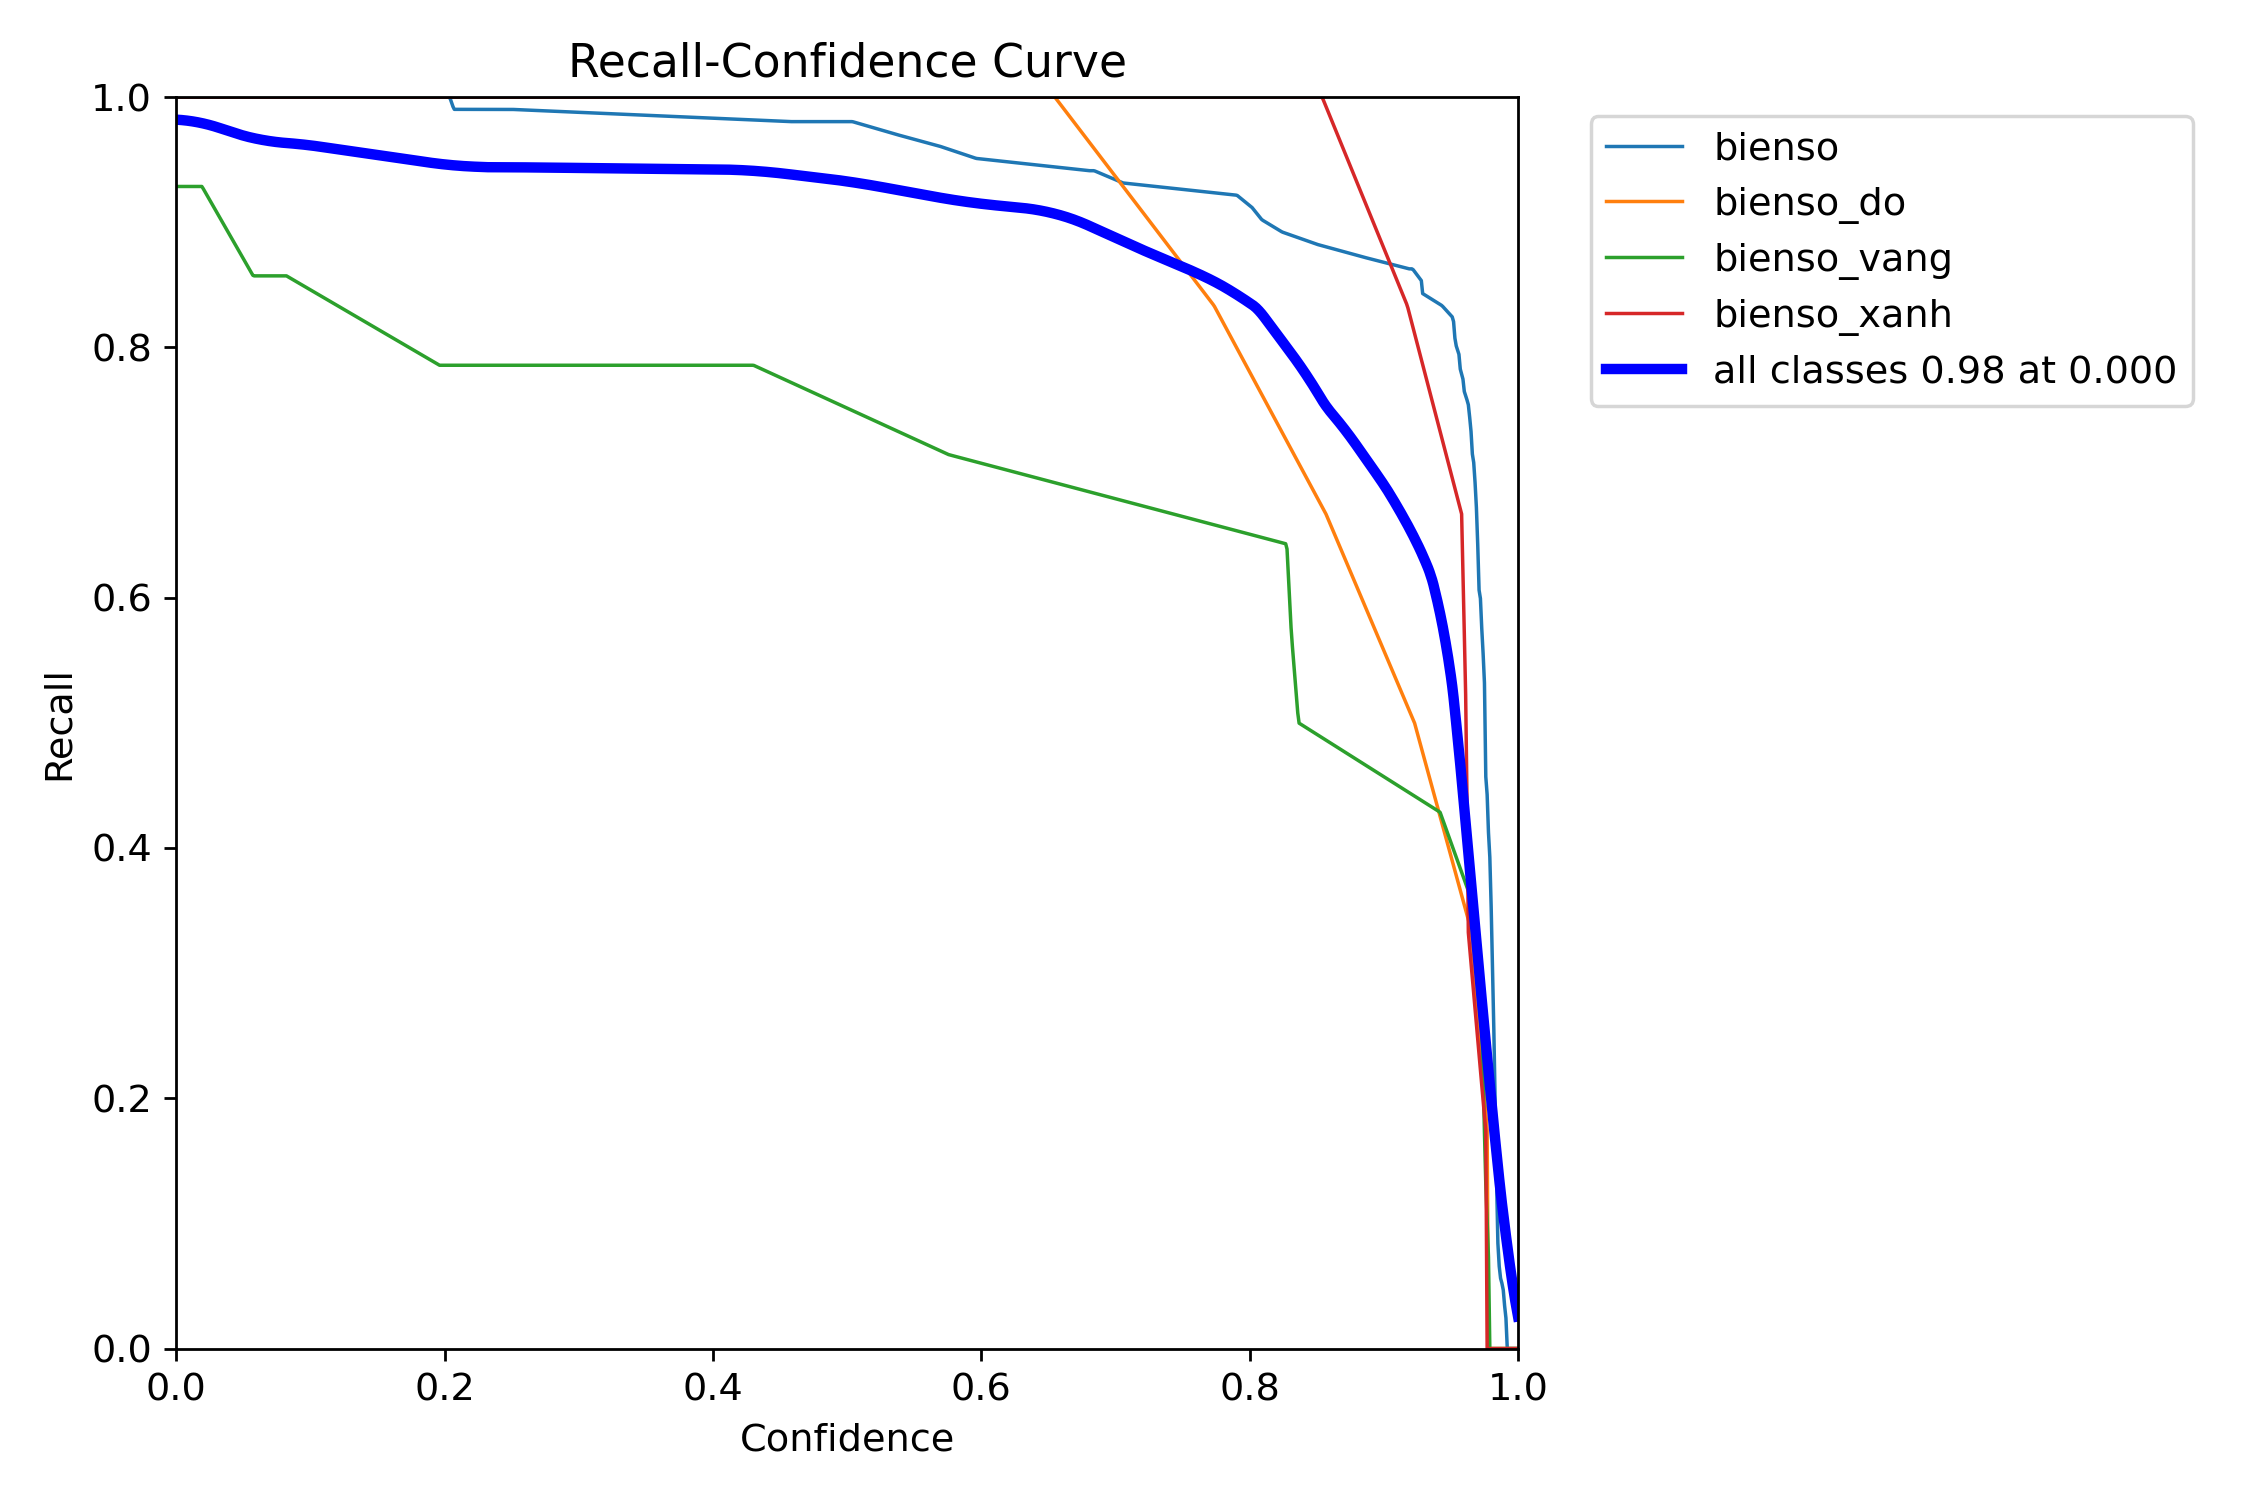 Recall-Confidence Curve
1.0
0.8
0.6
0.4
0.2
0.0
Recall
0.0 0.2 0.4 0.6 0.8 1.0
Confidence
bienso
bienso_do
bienso_vang
bienso_xanh
all classes 0.98 at 0.000